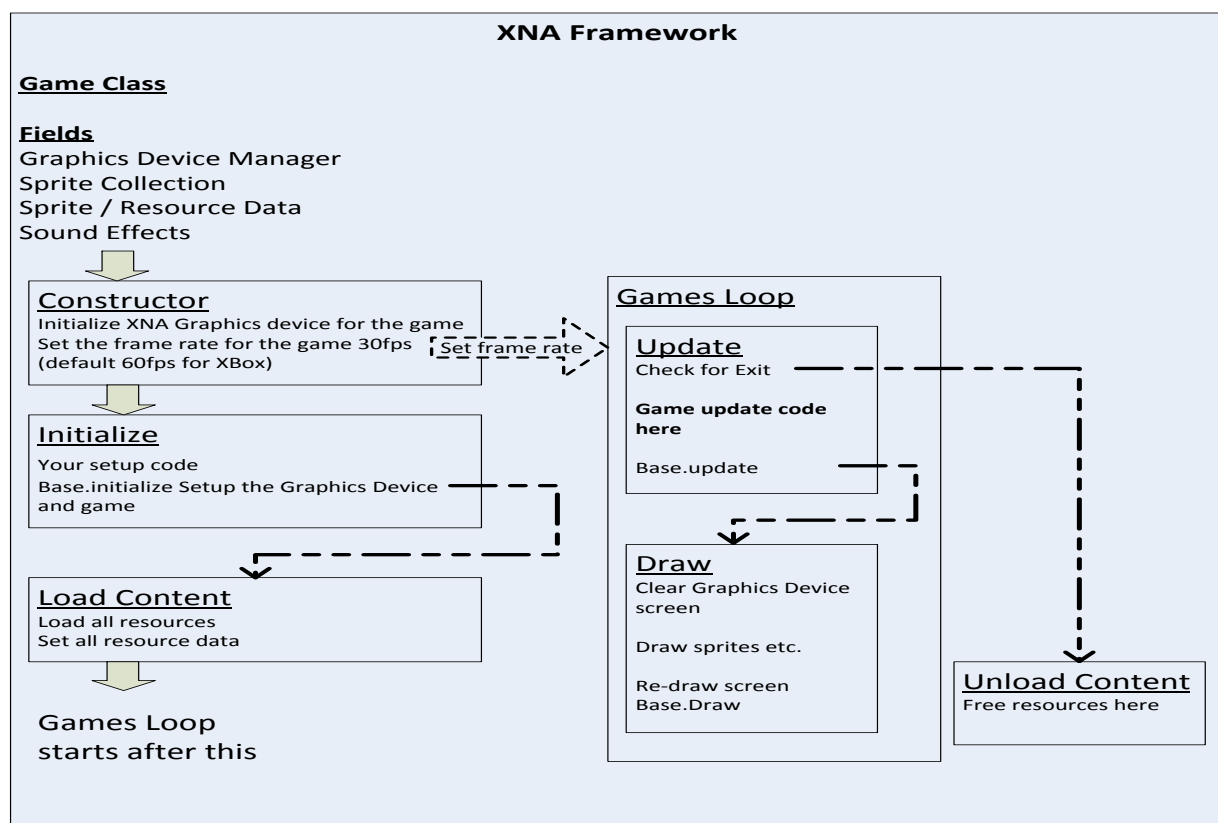 XNA Framework
Game Class
Fields
Graphics Device Manager
Sprite Collection
Sprite / Resource Data
Sound Effects
Constructor
Initialize XNA Graphics device for the game
Set the frame rate for the game 30fps
(default 60fps for XBox)
Set frame rate
Initialize
Your setup code
Base.initialize Setup the Graphics Device
and game
Load Content
Load all resources
Set all resource data
Games Loop
starts after this
Games Loop
Update
Check for Exit
Game update code
here
Base.update
Draw
Clear Graphics Device
screen
Draw sprites etc.
Re-draw screen
Base.Draw
Unload Content
Free resources here